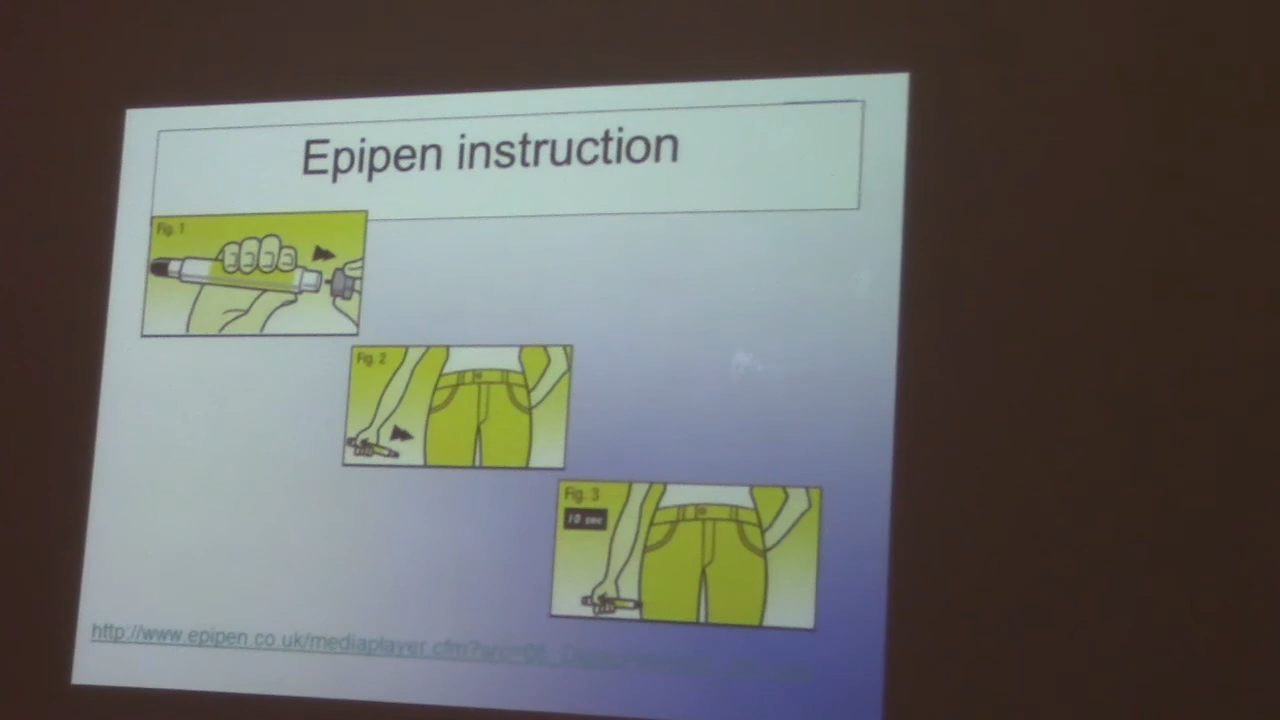 Epipen instruction
Fig. 1
Fig. 2
Fig. 3
10 sec
http://www.epipen.co.uk/mediaplayer.cfm?